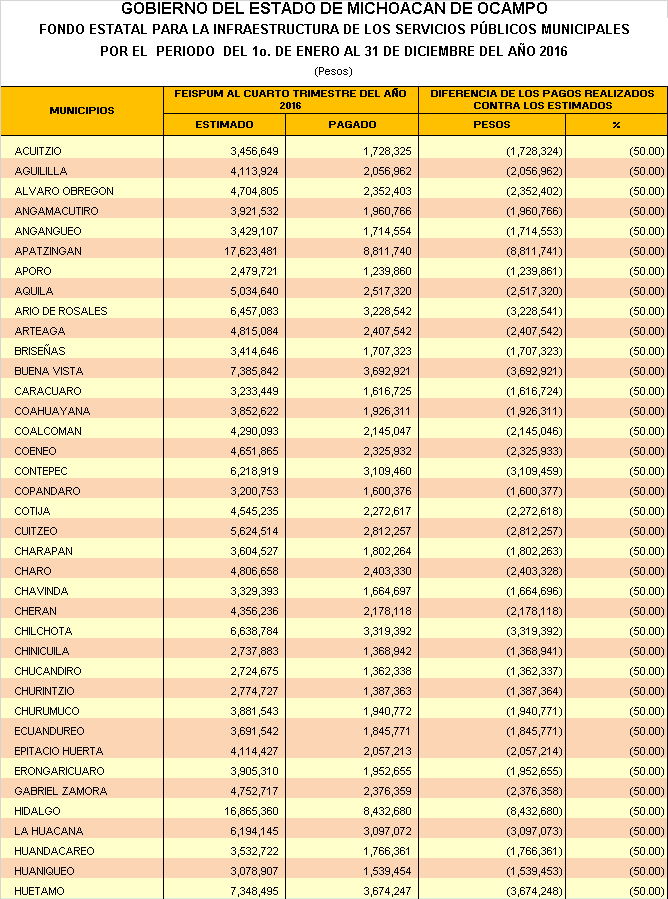 GOBIERNO DEL ESTADO DE MICHOACAN DE OCAMPO
FONDO ESTATAL PARA LA INFRAESTRUCTURA DE LOS SERVICIOS PÚBLICOS MUNICIPALES
POR EL PERIODO DEL 1o. DE ENERO AL 31 DE DICIEMBRE DEL AÑO 2016
(Pesos)
MUNICIPIOS
FEISPUM AL CUARTO TRIMESTRE DEL AÑO
2016
DIFERENCIA DE LOS PAGOS REALIZADOS
CONTRA LOS ESTIMADOS
ESTIMADO PAGADO PESOS %
ACUITZIO 3,456,649 1,728,325 (1,728,324) (50.00)
AGUILILLA 4,113,924 2,056,962 (2,056,962) (50.00)
ALVARO OBREGON 4,704,805 2,352,403 (2,352,402) (50.00)
ANGAMACUTIRO 3,921,532 1,960,766 (1,960,766) (50.00)
ANGANGUEO 3,429,107 1,714,554 (1,714,553) (50.00)
APATZINGAN 17,623,481 8,811,740 (8,811,741) (50.00)
APORO 2,479,721 1,239,860 (1,239,861) (50.00)
AQUILA 5,034,640 2,517,320 (2,517,320) (50.00)
ARIO DE ROSALES 6,457,083 3,228,542 (3,228,541) (50.00)
ARTEAGA 4,815,084 2,407,542 (2,407,542) (50.00)
BRISEÑAS 3,414,646 1,707,323 (1,707,323) (50.00)
BUENA VISTA 7,385,842 3,692,921 (3,692,921) (50.00)
CARACUARO 3,233,449 1,616,725 (1,616,724) (50.00)
COAHUAYANA 3,852,622 1,926,311 (1,926,311) (50.00)
COALCOMAN 4,290,093 2,145,047 (2,145,046) (50.00)
COENEO 4,651,865 2,325,932 (2,325,933) (50.00)
CONTEPEC 6,218,919 3,109,460 (3,109,459) (50.00)
COPANDARO 3,200,753 1,600,376 (1,600,377) (50.00)
COTIJA 4,545,235 2,272,617 (2,272,618) (50.00)
CUITZEO 5,624,514 2,812,257 (2,812,257) (50.00)
CHARAPAN 3,604,527 1,802,264 (1,802,263) (50.00)
CHARO 4,806,658 2,403,330 (2,403,328) (50.00)
CHAVINDA 3,329,393 1,664,697 (1,664,696) (50.00)
CHERAN 4,356,236 2,178,118 (2,178,118) (50.00)
CHILCHOTA 6,638,784 3,319,392 (3,319,392) (50.00)
CHINICUILA 2,737,883 1,368,942 (1,368,941) (50.00)
CHUCANDIRO 2,724,675 1,362,338 (1,362,337) (50.00)
CHURINTZIO 2,774,727 1,387,363 (1,387,364) (50.00)
CHURUMUCO 3,881,543 1,940,772 (1,940,771) (50.00)
ECUANDUREO 3,691,542 1,845,771 (1,845,771) (50.00)
EPITACIO HUERTA 4,114,427 2,057,213 (2,057,214) (50.00)
ERONGARICUARO 3,905,310 1,952,655 (1,952,655) (50.00)
GABRIEL ZAMORA 4,752,717 2,376,359 (2,376,358) (50.00)
HIDALGO 16,865,360 8,432,680 (8,432,680) (50.00)
LA HUACANA 6,194,145 3,097,072 (3,097,073) (50.00)
HUANDACAREO 3,532,722 1,766,361 (1,766,361) (50.00)
HUANIQUEO 3,078,907 1,539,454 (1,539,453) (50.00)
HUETAMO 7,348,495 3,674,247 (3,674,248) (50.00)